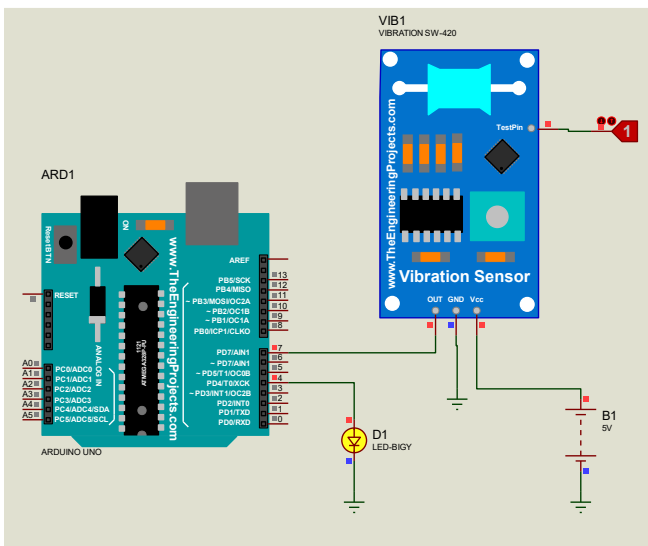 VIB1
VIBRATION SW-420
www.TheEngineeringProjects.com
TestPin
1
Vibration Sensor
OUT GND Vcc
ARD1
ResetBTN
ON
www.TheEngineeringProjects.com
RESET
ANALOG IN
1121
ATMEGA328P-PU
AREF
PB5/SCK 13
PB4/MISO 12
~ PB3/MOSI/OC2A 11
~ PB2/OC1B 10
~ PB1/OC1A 9
PB0/ICP1/CLKO 8
PD7/AIN1 7
~ PD7/AIN1 6
~ PD5/T1/OC0B 5
PD4/T0/XCK 4
~ PD3/INT1/OC2B 3
PD2/INT0 2
PD1/TXD 1
PD0/RXD 0
A0 PC0/ADC0
A1 PC1/ADC1
A2 PC2/ADC2
A3 PC3/ADC3
A4 PC4/ADC4/SDA
A5 PC5/ADC5/SCL
ARDUINO UNO
D1
LED-BIGY
B1
5V